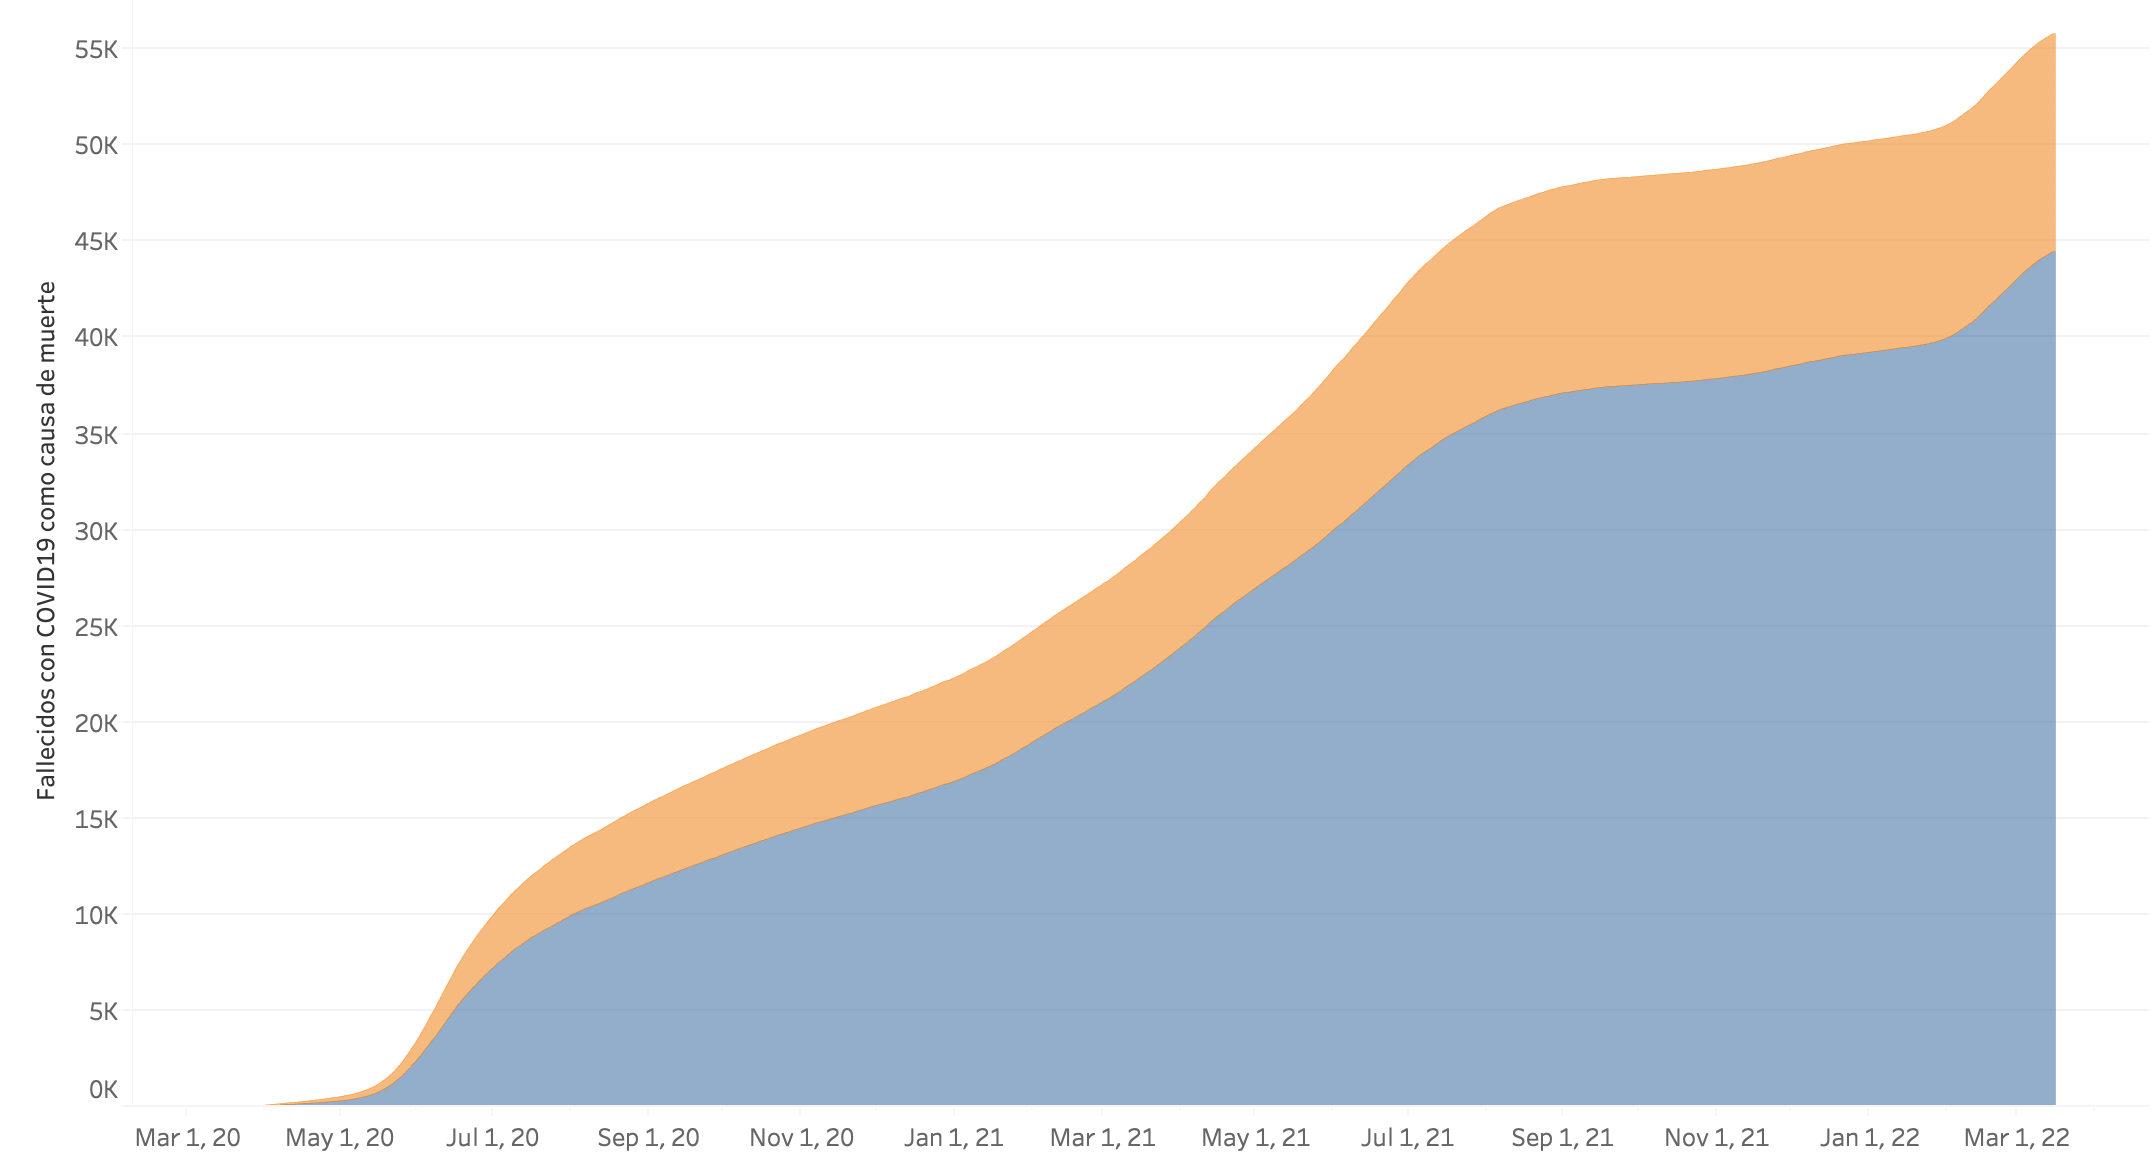 55K
50K
45K
40K
35K
30K
25K
20K
15K
10K
5K
0K
Fallecidos con COVID19 como causa de muerte
Mar 1, 20
May 1, 20
Jul 1, 20
Sep 1, 20
Nov 1, 20
Jan 1, 21
Mar 1, 21
May 1, 21
Jul 1, 21
Sep 1, 21
Nov 1, 21
Jan 1, 22
Mar 1, 22